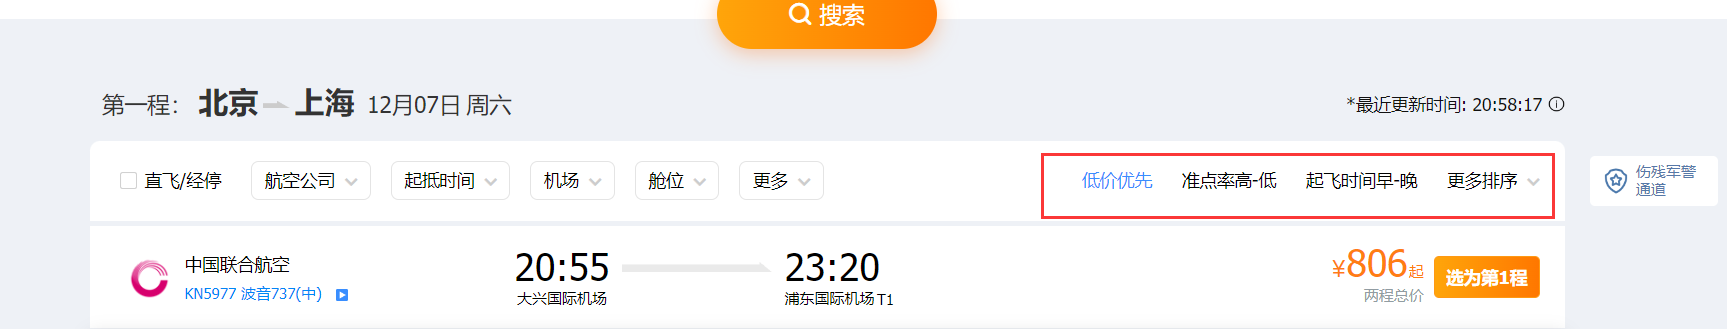 搜索
第一程： 北京 上海 12月07日 周六
*最近更新时间: 20:58:17
直飞/经停 航空公司 起抵时间 机场 舱位 更多 低价优先 准点率高-低 起飞时间早-晚 更多排序
伤残军警
通道
中国联合航空 20:55 23:20 ¥806起 选为第1程
KN5977 波音737(中) 大兴国际机场 浦东国际机场 T1 两程总价